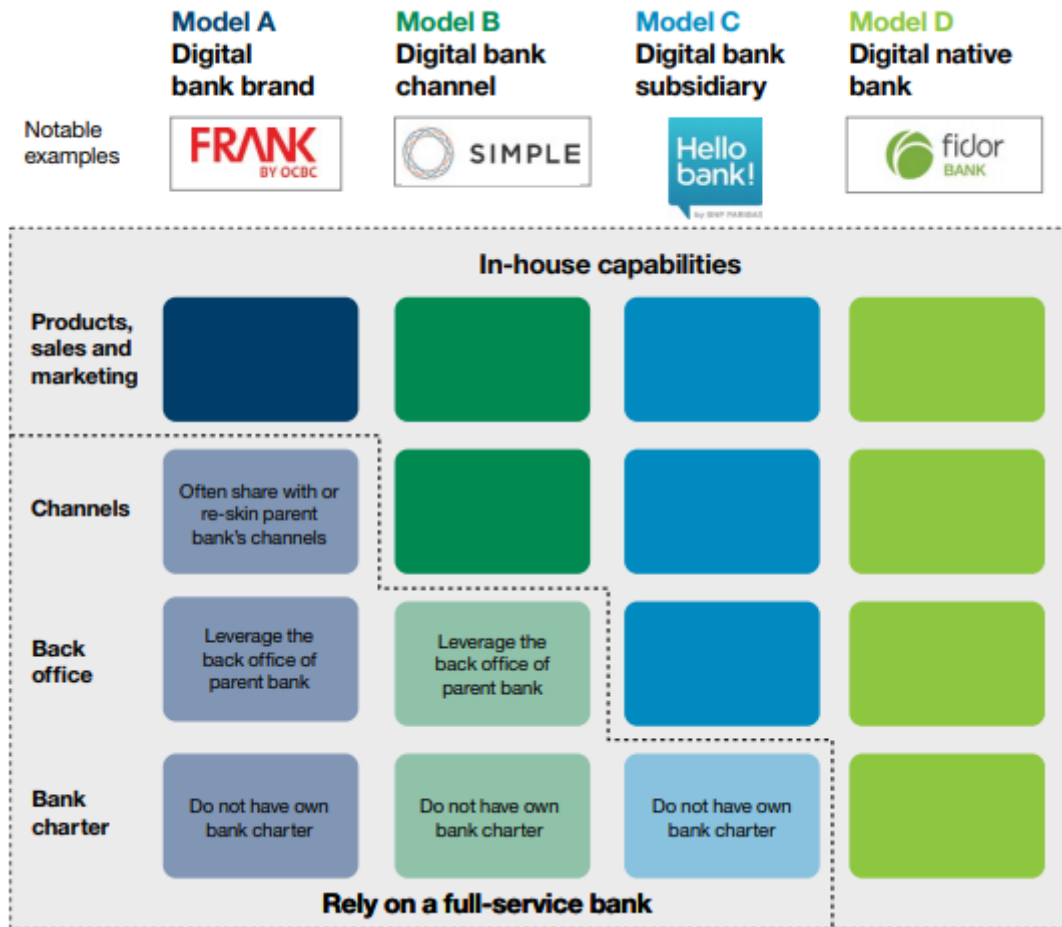 Model A
Digital
bank brand
Model B
Digital bank
channel
Model C
Digital bank
subsidiary
Model D
Digital native
bank
Notable
examples
FRANK
BY OCBC
SIMPLE
Hello
bank!
by BNP PARIBAS
fidor
BANK
In-house capabilities
Products,
sales and
marketing
Channels
Often share with or
re-skin parent
bank's channels
Back
office
Leverage the
back office of
parent bank
Leverage the
back office of
parent bank
Bank
charter
Do not have own
bank charter
Do not have own
bank charter
Do not have own
bank charter
Rely on a full-service bank